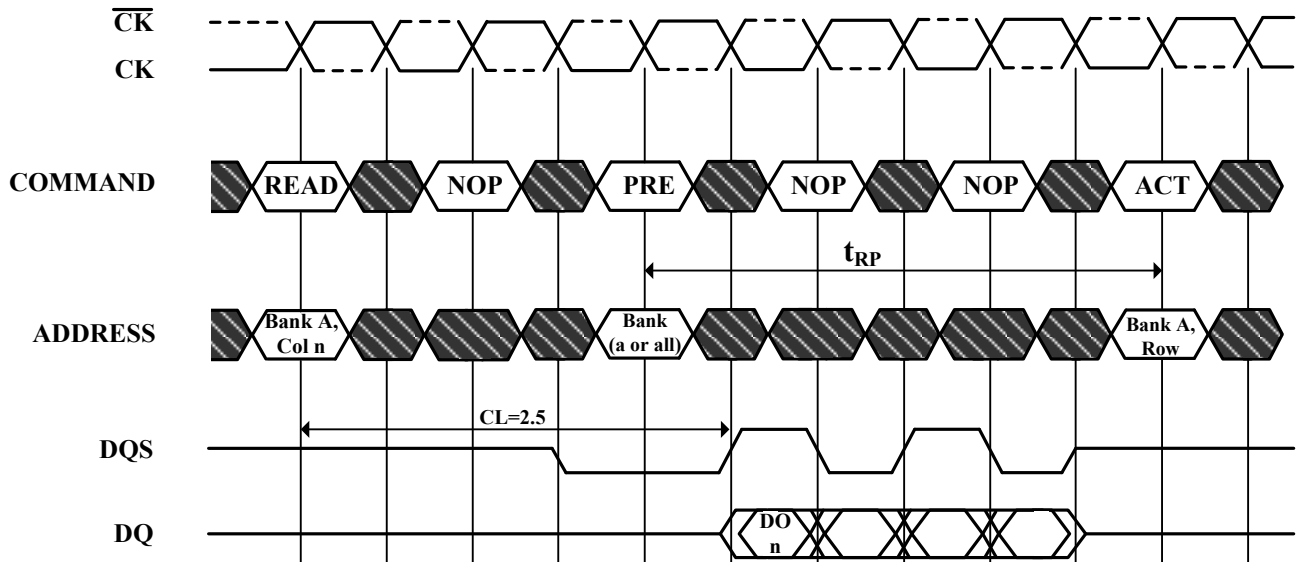 CK
CK
COMMAND
READ
NOP
PRE
NOP
NOP
ACT
tRP
ADDRESS
Bank A,
Col n
Bank
(a or all)
Bank A,
Row
CL=2.5
DQS
DQ
DO
n